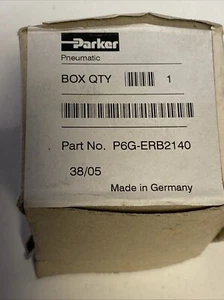 Parker
Pneumatic
BOX QTY 1
Part No. P6G-ERB2140
38/05
Made in Germany